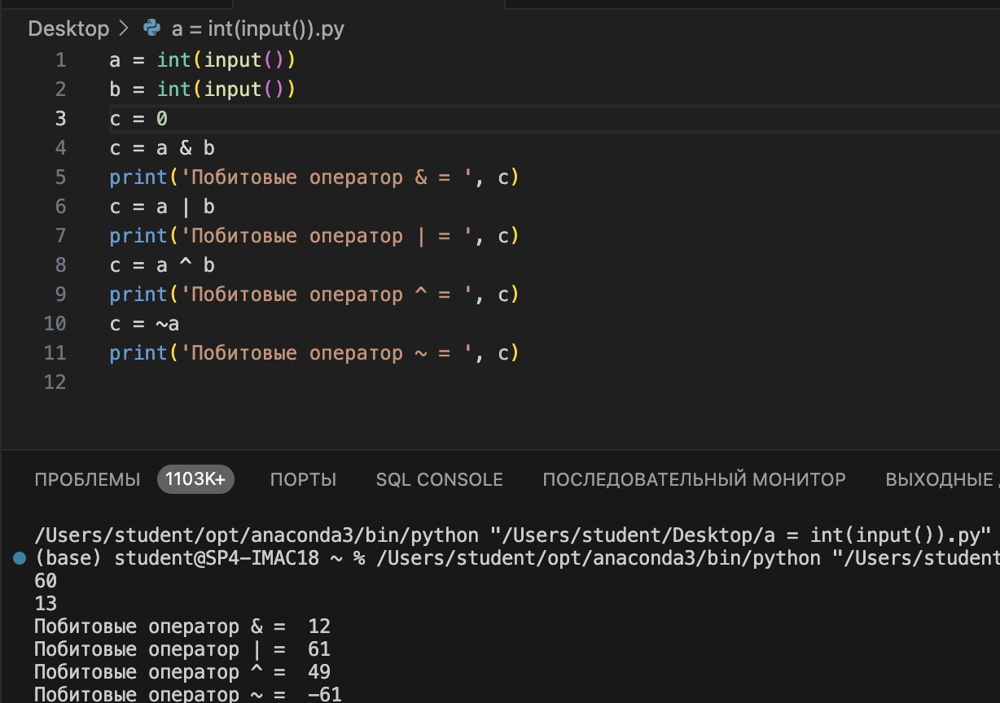 Desktop > a = int(input()).py
1 a = int(input())
2 b = int(input())
3 c = 0
4 c = a & b
5 print('Побитовые оператор & = ', c)
6 c = a | b
7 print('Побитовые оператор | = ', c)
8 c = a ^ b
9 print('Побитовые оператор ^ = ', c)
10 c = ~a
11 print('Побитовые оператор ~ = ', c)
12
ПРОБЛЕМЫ 1103K+ ПОРТЫ SQL CONSOLE ПОСЛЕДОВАТЕЛЬНЫЙ МОНИТОР ВЫХОДНЫЕ
/Users/student/opt/anaconda3/bin/python "/Users/student/Desktop/a = int(input()).py"
(base) student@SP4-IMAC18 ~ % /Users/student/opt/anaconda3/bin/python "/Users/student
60
13
Побитовые оператор & =  12
Побитовые оператор | =  61
Побитовые оператор ^ =  49
Побитовые оператор ~ =  -61